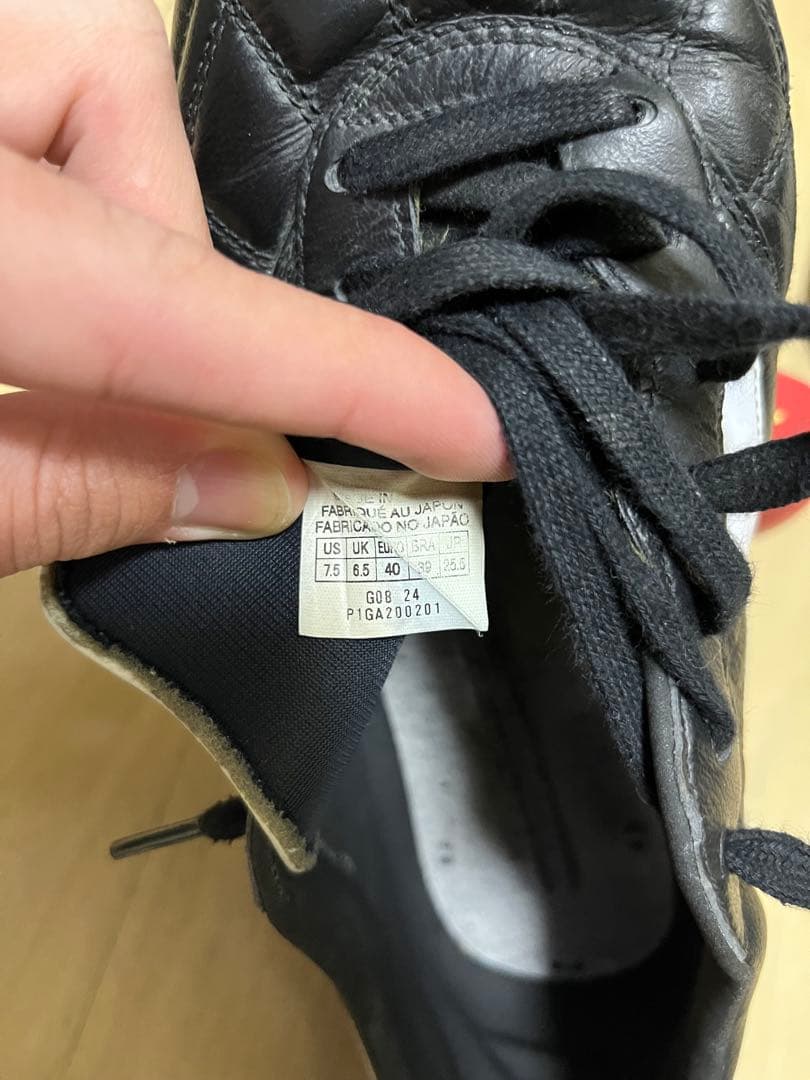 FABRIQUÉ AU JAPON
FABRICADO NO JAPÃO
US UK EURO BRA JP
7.5 6.5 40 39 25.5
G08 24
P1GA200201